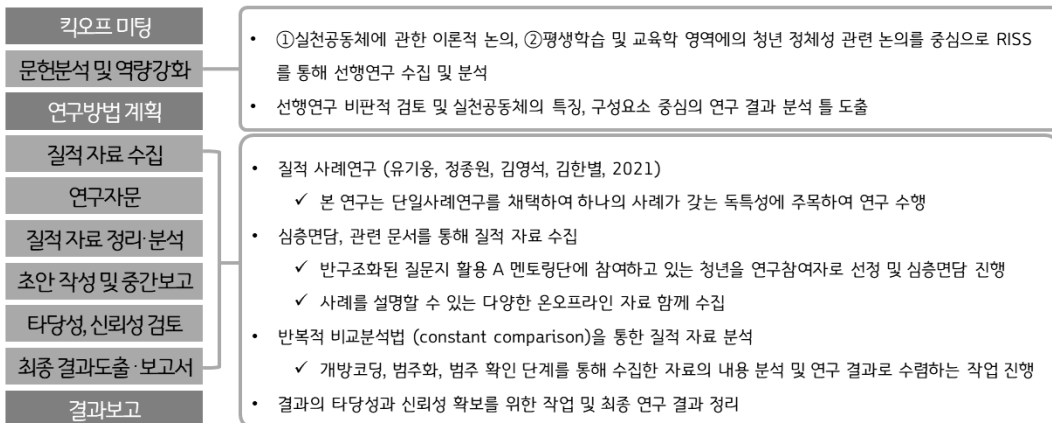 킥오프 미팅
문헌분석 및 역량강화
연구방법 계획
질적 자료 수집
연구자문
질적 자료 정리·분석
초안 작성 및 중간보고
타당성, 신뢰성 검토
최종 결과도출·보고서
결과보고
• ①실천공동체에 관한 이론적 논의, ②평생학습 및 교육학 영역에의 청년 정체성 관련 논의를 중심으로 RISS
를 통해 선행연구 수집 및 분석
• 선행연구 비판적 검토 및 실천공동체의 특징, 구성요소 중심의 연구 결과 분석 틀 도출
• 질적 사례연구 (유기웅, 정종원, 김영석, 김한별, 2021)
✓ 본 연구는 단일사례연구를 채택하여 하나의 사례가 갖는 독특성에 주목하여 연구 수행
• 심층면담, 관련 문서를 통해 질적 자료 수집
✓ 반구조화된 질문지 활용 A 멘토링단에 참여하고 있는 청년을 연구참여자로 선정 및 심층면담 진행
✓ 사례를 설명할 수 있는 다양한 온오프라인 자료 함께 수집
• 반복적 비교분석법 (constant comparison)을 통한 질적 자료 분석
✓ 개방코딩, 범주화, 범주 확인 단계를 통해 수집한 자료의 내용 분석 및 연구 결과로 수렴하는 작업 진행
• 결과의 타당성과 신뢰성 확보를 위한 작업 및 최종 연구 결과 정리